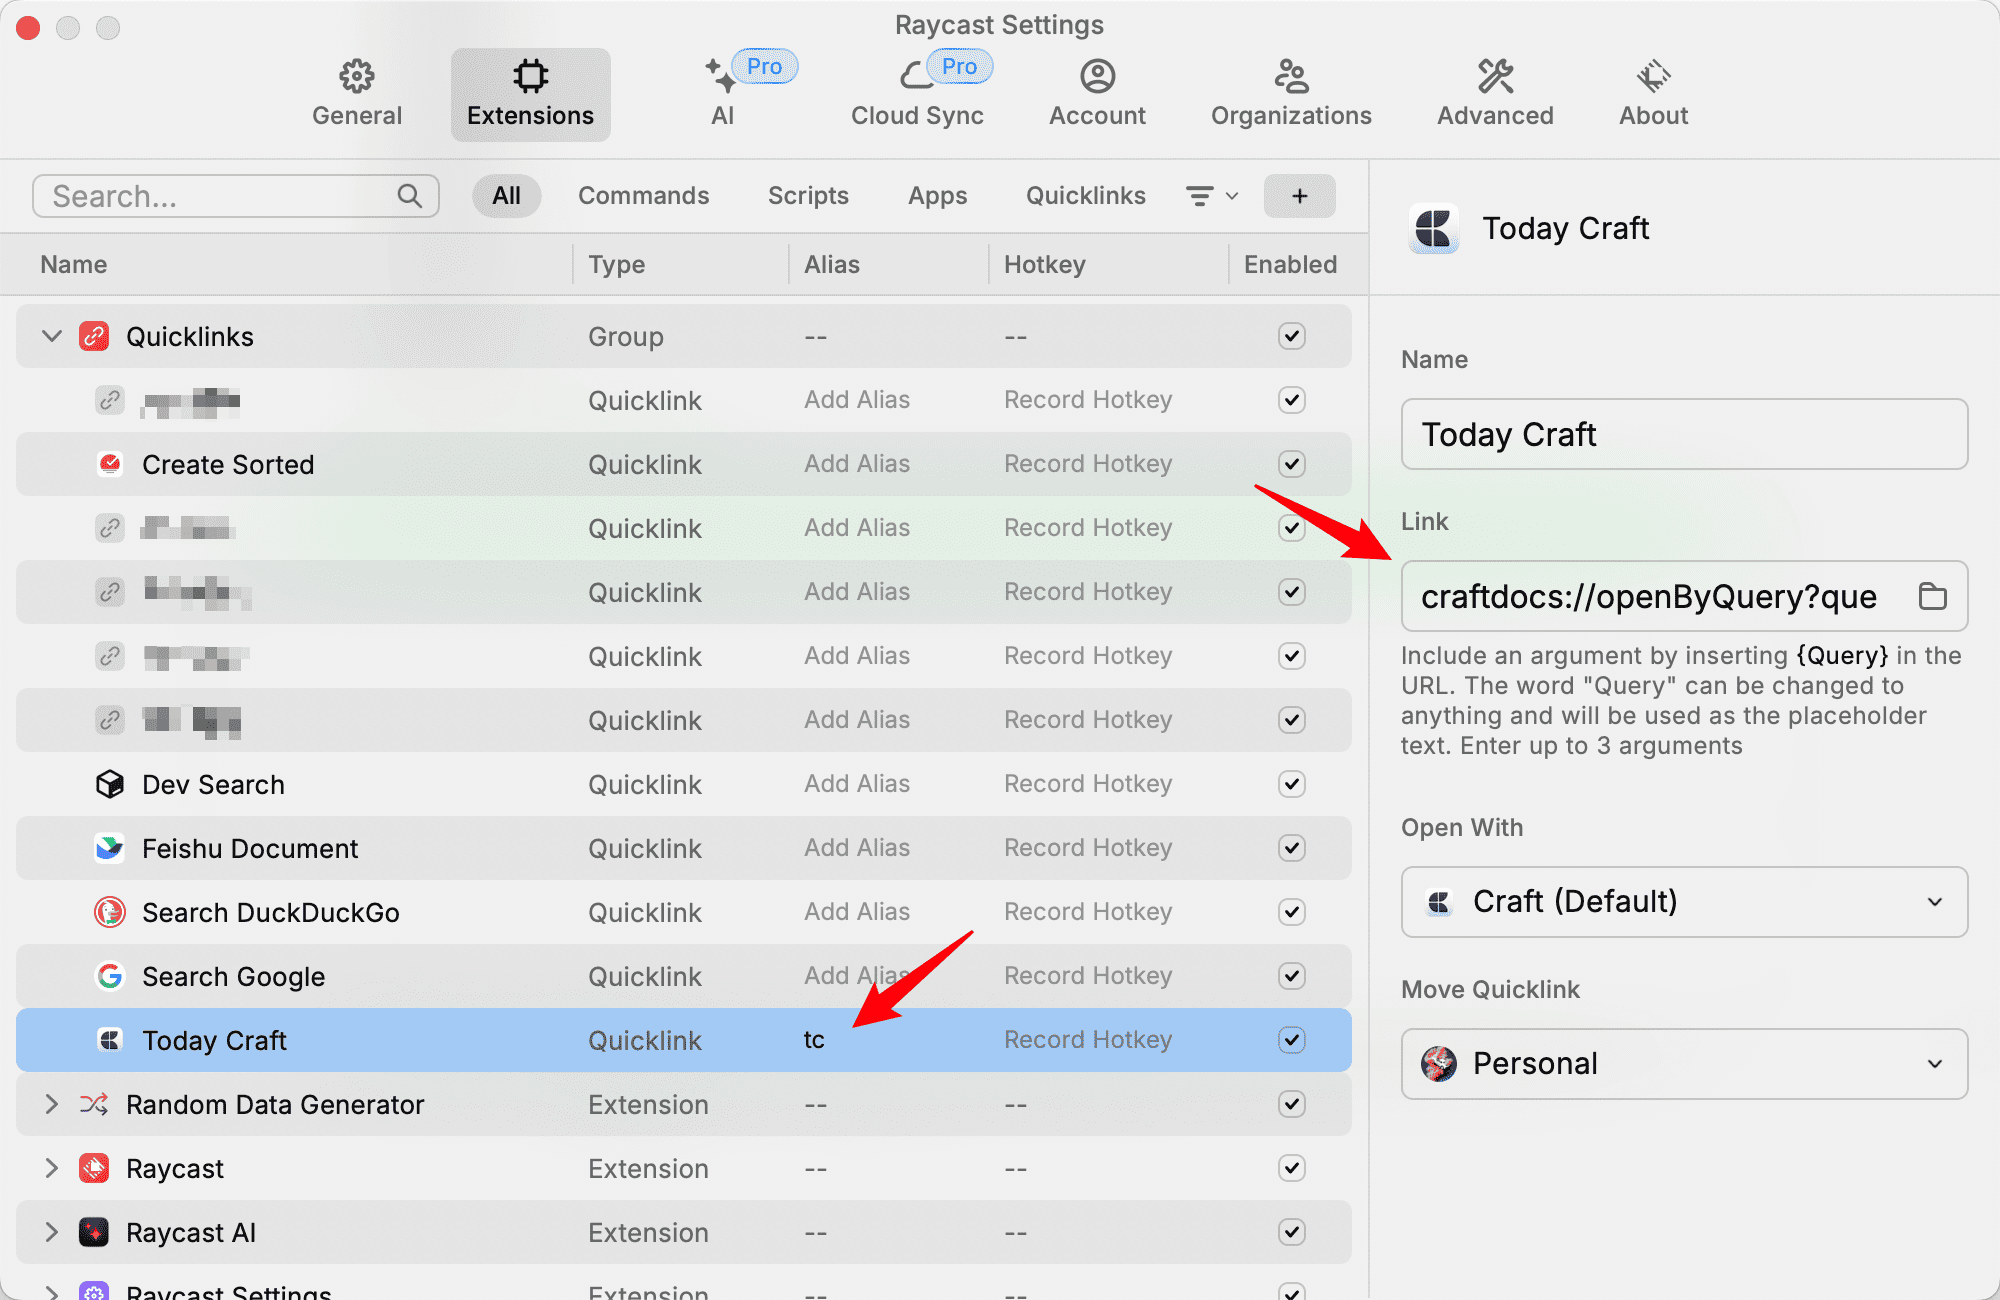 Raycast Settings
General
Extensions
AI
Pro
Cloud Sync
Pro
Account
Organizations
Advanced
About
Search...
All
Commands
Scripts
Apps
Quicklinks
+
Name Type Alias Hotkey Enabled
Quicklinks Group -- --
Quicklink Add Alias Record Hotkey
Create Sorted Quicklink Add Alias Record Hotkey
Quicklink Add Alias Record Hotkey
Quicklink Add Alias Record Hotkey
Quicklink Add Alias Record Hotkey
Quicklink Add Alias Record Hotkey
Dev Search Quicklink Add Alias Record Hotkey
Feishu Document Quicklink Add Alias Record Hotkey
Search DuckDuckGo Quicklink Add Alias Record Hotkey
Search Google Quicklink Add Alias Record Hotkey
Today Craft Quicklink tc Record Hotkey
Random Data Generator Extension -- --
Raycast Extension -- --
Raycast AI Extension -- --
Raycast Settings Extension -- --
Today Craft
Name
Today Craft
Link
craftdocs://openByQuery?que
Include an argument by inserting {Query} in the
URL. The word "Query" can be changed to
anything and will be used as the placeholder
text. Enter up to 3 arguments
Open With
Craft (Default)
Move Quicklink
Personal